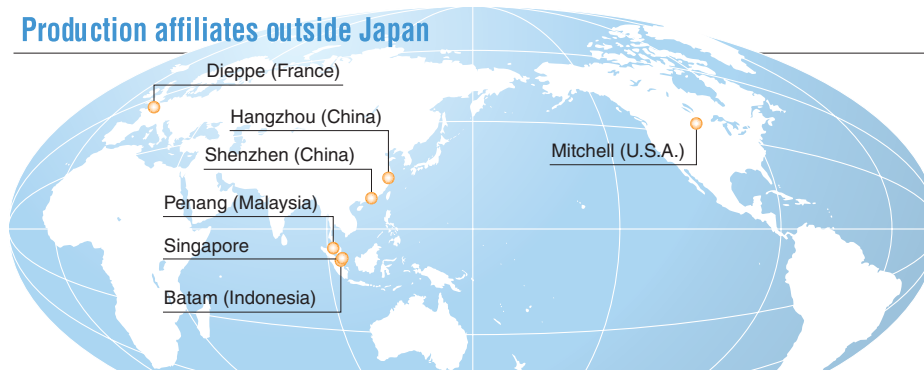 Production affiliates outside Japan
Dieppe (France)
Hangzhou (China)
Shenzhen (China)
Mitchell (U.S.A.)
Penang (Malaysia)
Singapore
Batam (Indonesia)